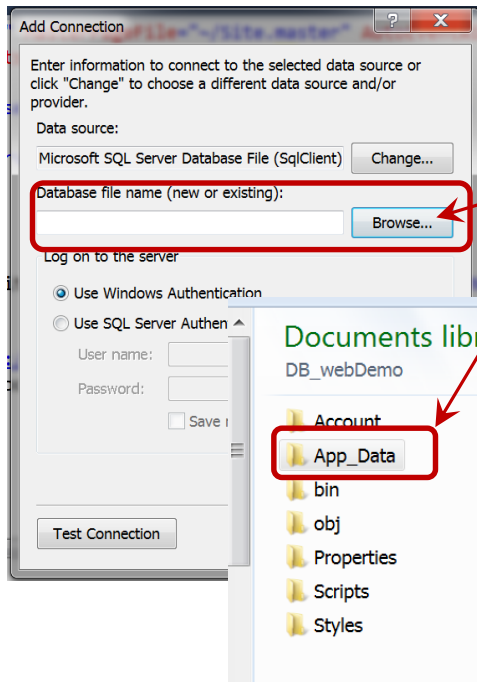 Add Connection
Enter information to connect to the selected data source or
click "Change" to choose a different data source and/or
provider.
Data source:
Microsoft SQL Server Database File (SqlClient)
Change...
Database file name (new or existing):
Browse...
Log on to the server
Use Windows Authentication
Use SQL Server Authen
User name:
Password:
Save
Test Connection
Documents lib
DB_webDemo
Account
App_Data
bin
obj
Properties
Scripts
Styles